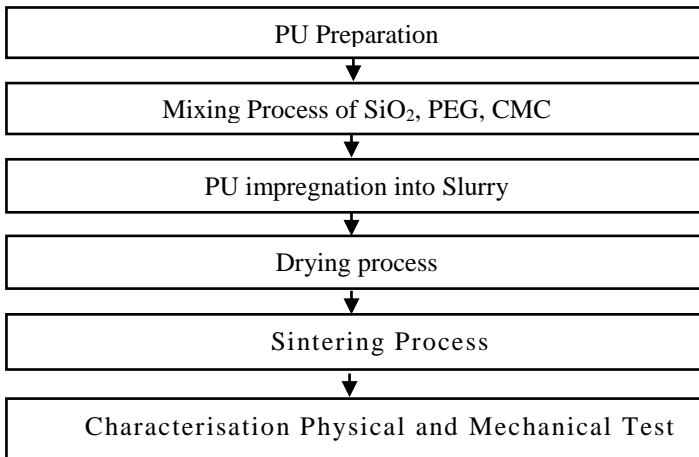 PU Preparation
Mixing Process of SiO₂, PEG, CMC
PU impregnation into Slurry
Drying process
Sintering Process
Characterisation Physical and Mechanical Test